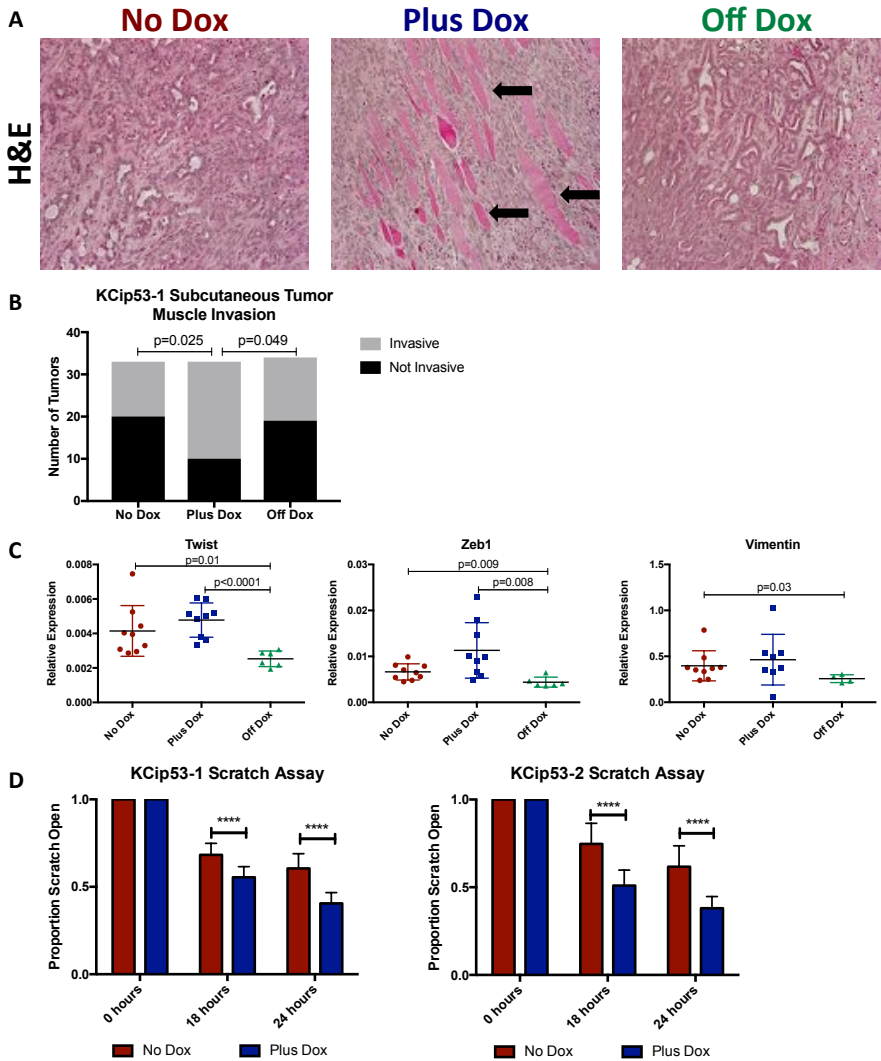 A
No Dox
Plus Dox
Off Dox
H&E
B
KCip53-1 Subcutaneous Tumor
Muscle Invasion
p=0.025
p=0.049
Invasive
Not Invasive
Number of Tumors
40
30
20
10
0
No Dox
Plus Dox
Off Dox
C
Twist
p=0.01
p<0.0001
Relative Expression
0.008
0.006
0.004
0.002
0.000
No Dox
Plus Dox
Off Dox
Zeb1
p=0.009
p=0.008
Relative Expression
0.03
0.02
0.01
0.00
No Dox
Plus Dox
Off Dox
Vimentin
p=0.03
Relative Expression
1.5
1.0
0.5
0.0
No Dox
Plus Dox
Off Dox
D
KCip53-1 Scratch Assay
Proportion Scratch Open
1.0
0.5
0.0
****
****
0 hours
18 hours
24 hours
No Dox
Plus Dox
KCip53-2 Scratch Assay
Proportion Scratch Open
1.0
0.5
0.0
****
****
0 hours
18 hours
24 hours
No Dox
Plus Dox